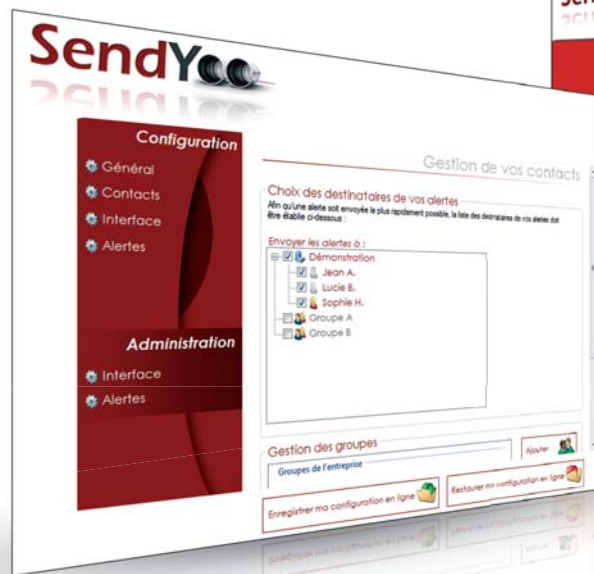 SendYoo
Configuration
Général
Contacts
Interface
Alertes
Administration
Interface
Alertes
Gestion de vos contacts
Choix des destinataires de vos alertes
Afin qu'une alerte soit envoyée le plus rapidement possible, la liste des destinataires de vos alertes doit
être établie ci-dessous :
Envoyer les alertes à :
Démonstration
Jean A.
Lucie B.
Sophie H.
Groupe A
Groupe B
Gestion des groupes
Groupes de l'entreprise
Ajouter
Enregistrer ma configuration en ligne
Restaurer ma configuration en ligne